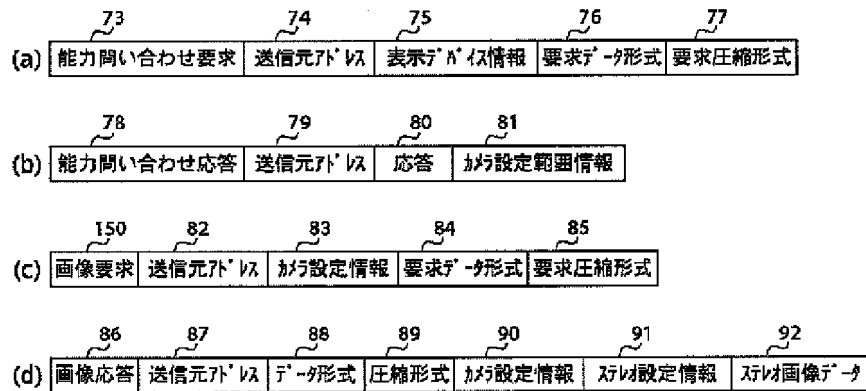 73 74 75 76 77
(a) 能力問い合わせ要求 送信元ｱﾄﾞﾚｽ 表示ﾃﾞﾊﾞｲｽ情報 要求ﾃﾞｰﾀ形式 要求圧縮形式
78 79 80 81
(b) 能力問い合わせ応答 送信元ｱﾄﾞﾚｽ 応答 ｶﾒﾗ設定範囲情報
150 82 83 84 85
(c) 画像要求 送信元ｱﾄﾞﾚｽ ｶﾒﾗ設定情報 要求ﾃﾞｰﾀ形式 要求圧縮形式
86 87 88 89 90 91 92
(d) 画像応答 送信元ｱﾄﾞﾚｽ ﾃﾞｰﾀ形式 圧縮形式 ｶﾒﾗ設定情報 ｽﾃﾚｵ設定情報 ｽﾃﾚｵ画像ﾃﾞｰﾀ